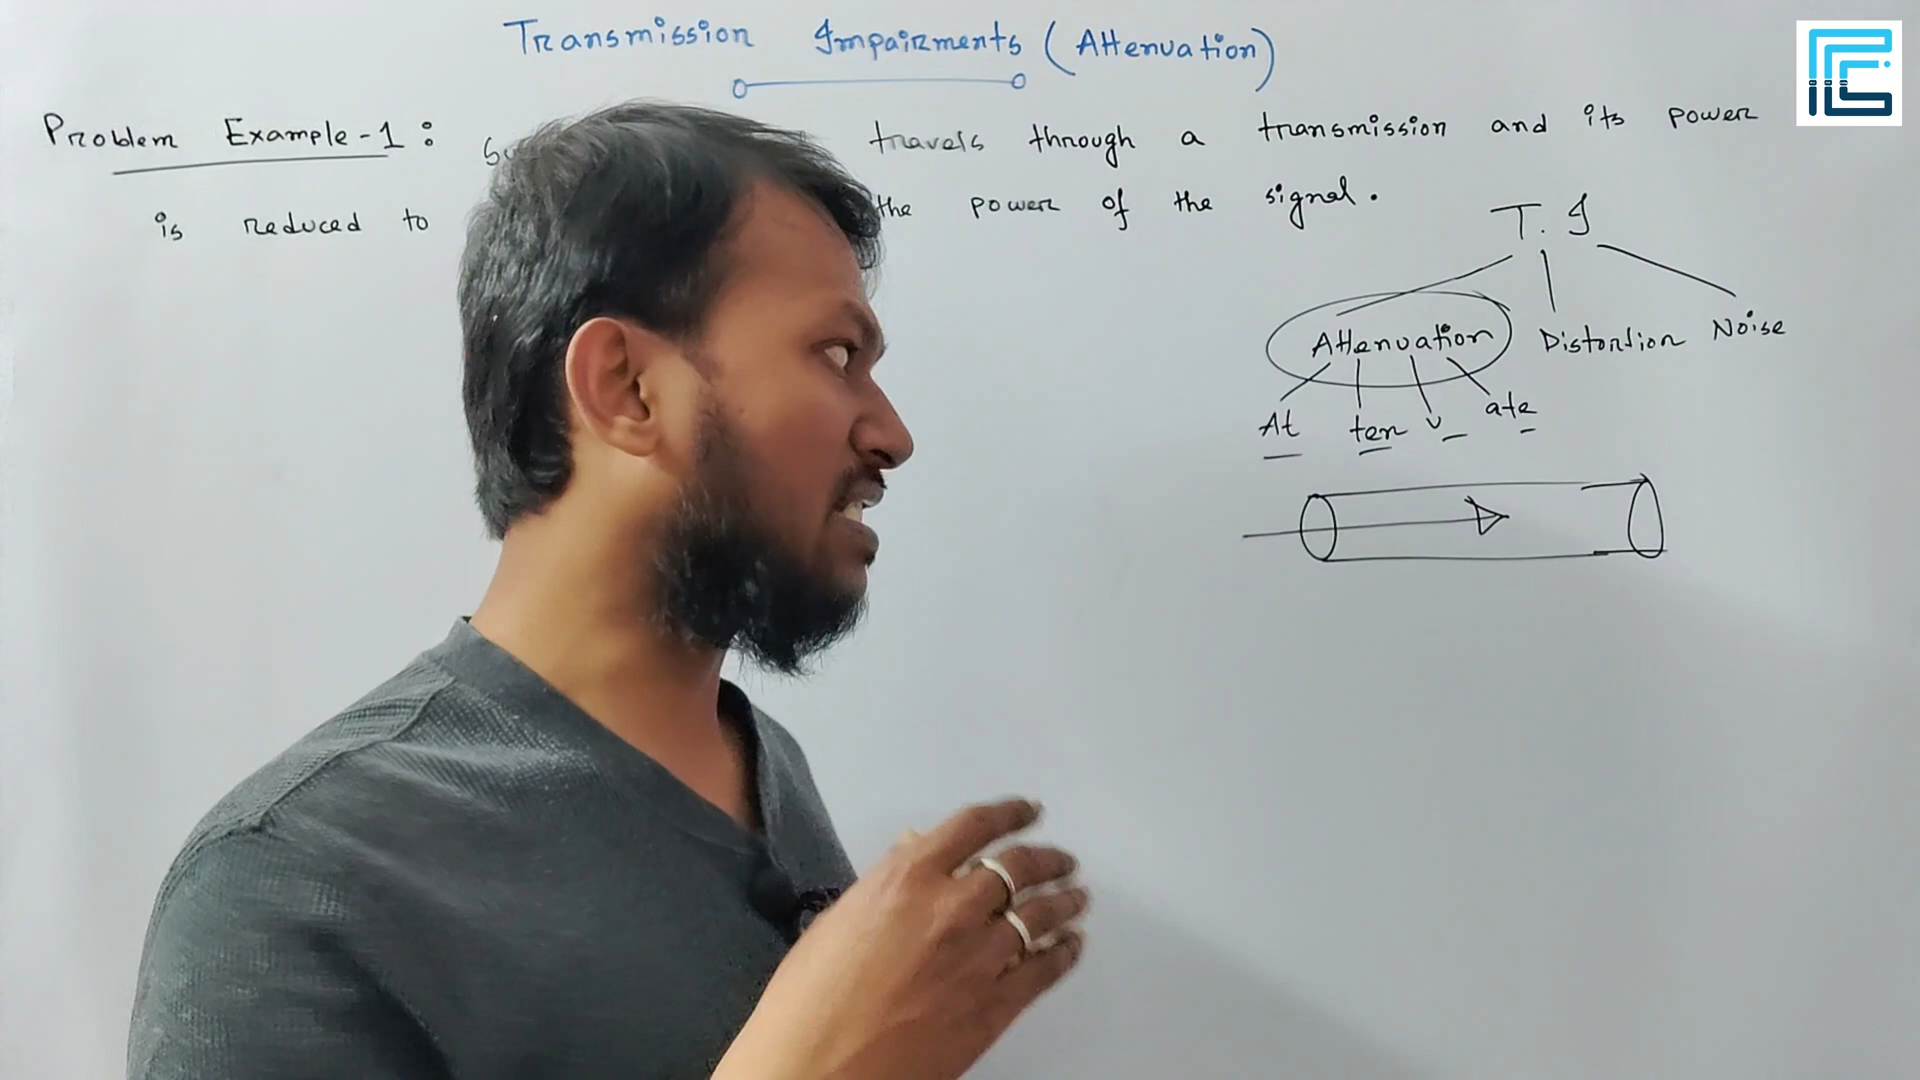 Transmission Impairments (Attenuation)
Problem Example-1: travels through a transmission and its power
is reduced to the power of the signal.
T. I
Attenuation Distortion Noise
At ten u ate